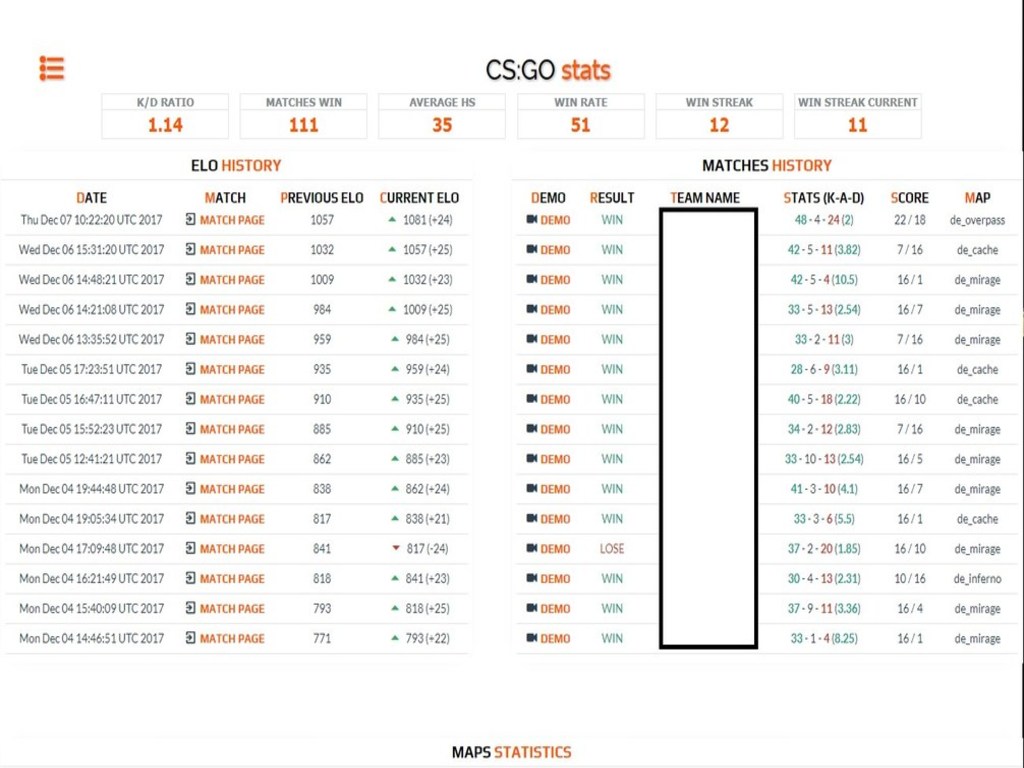 CS:GO stats
K/D RATIO MATCHES WIN AVERAGE HS WIN RATE WIN STREAK WIN STREAK CURRENT
1.14 111 35 51 12 11
ELO HISTORY
DATE MATCH PREVIOUS ELO CURRENT ELO
Thu Dec 07 10:22:20 UTC 2017 MATCH PAGE 1057 1081 (+24)
Wed Dec 06 15:31:20 UTC 2017 MATCH PAGE 1032 1057 (+25)
Wed Dec 06 14:48:21 UTC 2017 MATCH PAGE 1009 1032 (+23)
Wed Dec 06 14:21:08 UTC 2017 MATCH PAGE 984 1009 (+25)
Wed Dec 06 13:35:52 UTC 2017 MATCH PAGE 959 984 (+25)
Tue Dec 05 17:23:51 UTC 2017 MATCH PAGE 935 959 (+24)
Tue Dec 05 16:47:11 UTC 2017 MATCH PAGE 910 935 (+25)
Tue Dec 05 15:52:23 UTC 2017 MATCH PAGE 885 910 (+25)
Tue Dec 05 12:41:21 UTC 2017 MATCH PAGE 862 885 (+23)
Mon Dec 04 19:44:48 UTC 2017 MATCH PAGE 838 862 (+24)
Mon Dec 04 19:05:34 UTC 2017 MATCH PAGE 817 838 (+21)
Mon Dec 04 17:09:48 UTC 2017 MATCH PAGE 841 817 (-24)
Mon Dec 04 16:21:49 UTC 2017 MATCH PAGE 818 841 (+23)
Mon Dec 04 15:40:09 UTC 2017 MATCH PAGE 793 818 (+25)
Mon Dec 04 14:46:51 UTC 2017 MATCH PAGE 771 793 (+22)
MATCHES HISTORY
DEMO RESULT TEAM NAME STATS (K-A-D) SCORE MAP
DEMO WIN 48 - 4 - 24 (2) 22 / 18 de_overpass
DEMO WIN 42 - 5 - 11 (3.82) 7 / 16 de_cache
DEMO WIN 42 - 5 - 4 (10.5) 16 / 1 de_mirage
DEMO WIN 33 - 5 - 13 (2.54) 16 / 7 de_mirage
DEMO WIN 33 - 2 - 11 (3) 7 / 16 de_mirage
DEMO WIN 28 - 6 - 9 (3.11) 16 / 1 de_cache
DEMO WIN 40 - 5 - 18 (2.22) 16 / 10 de_cache
DEMO WIN 34 - 2 - 12 (2.83) 7 / 16 de_mirage
DEMO WIN 33 - 10 - 13 (2.54) 16 / 5 de_mirage
DEMO WIN 41 - 3 - 10 (4.1) 16 / 7 de_mirage
DEMO WIN 33 - 3 - 6 (5.5) 16 / 1 de_cache
DEMO LOSE 37 - 2 - 20 (1.85) 16 / 10 de_mirage
DEMO WIN 30 - 4 - 13 (2.31) 10 / 16 de_inferno
DEMO WIN 37 - 9 - 11 (3.36) 16 / 4 de_mirage
DEMO WIN 33 - 1 - 4 (8.25) 16 / 1 de_mirage
MAPS STATISTICS